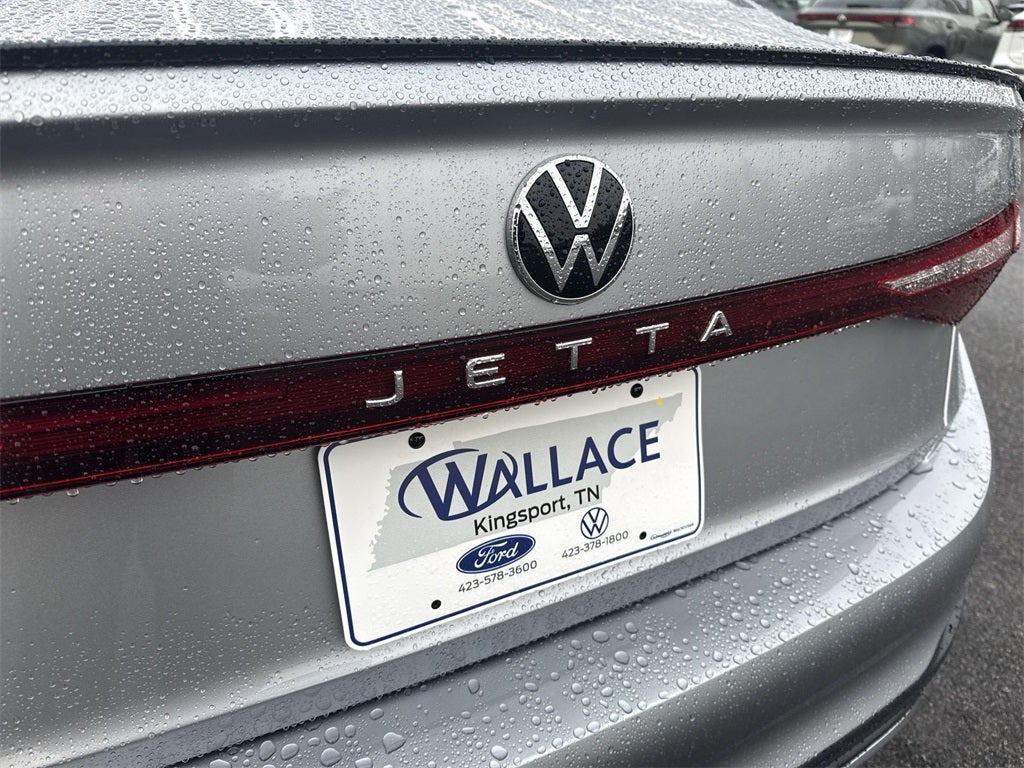 JETTA
WALLACE
Kingsport, TN
Ford
423-578-3600
423-378-1800